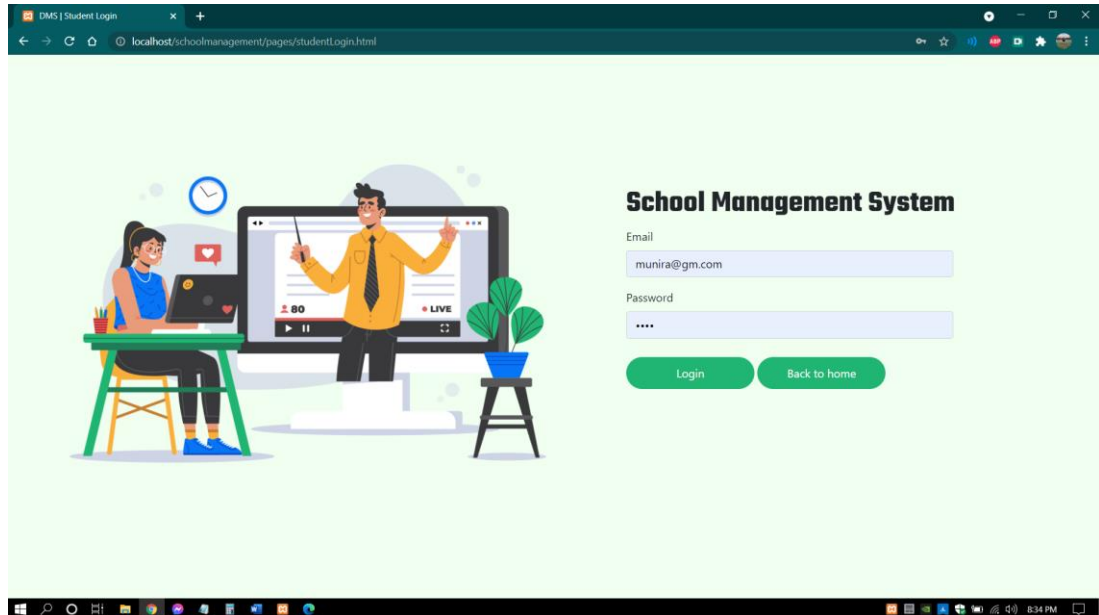 DMS | Student Login
localhost/schoolmanagement/pages/studentLogin.html
ABP
School Management System
Email
munira@gm.com
Password
••••
Login
Back to home
80
LIVE
8:34 PM